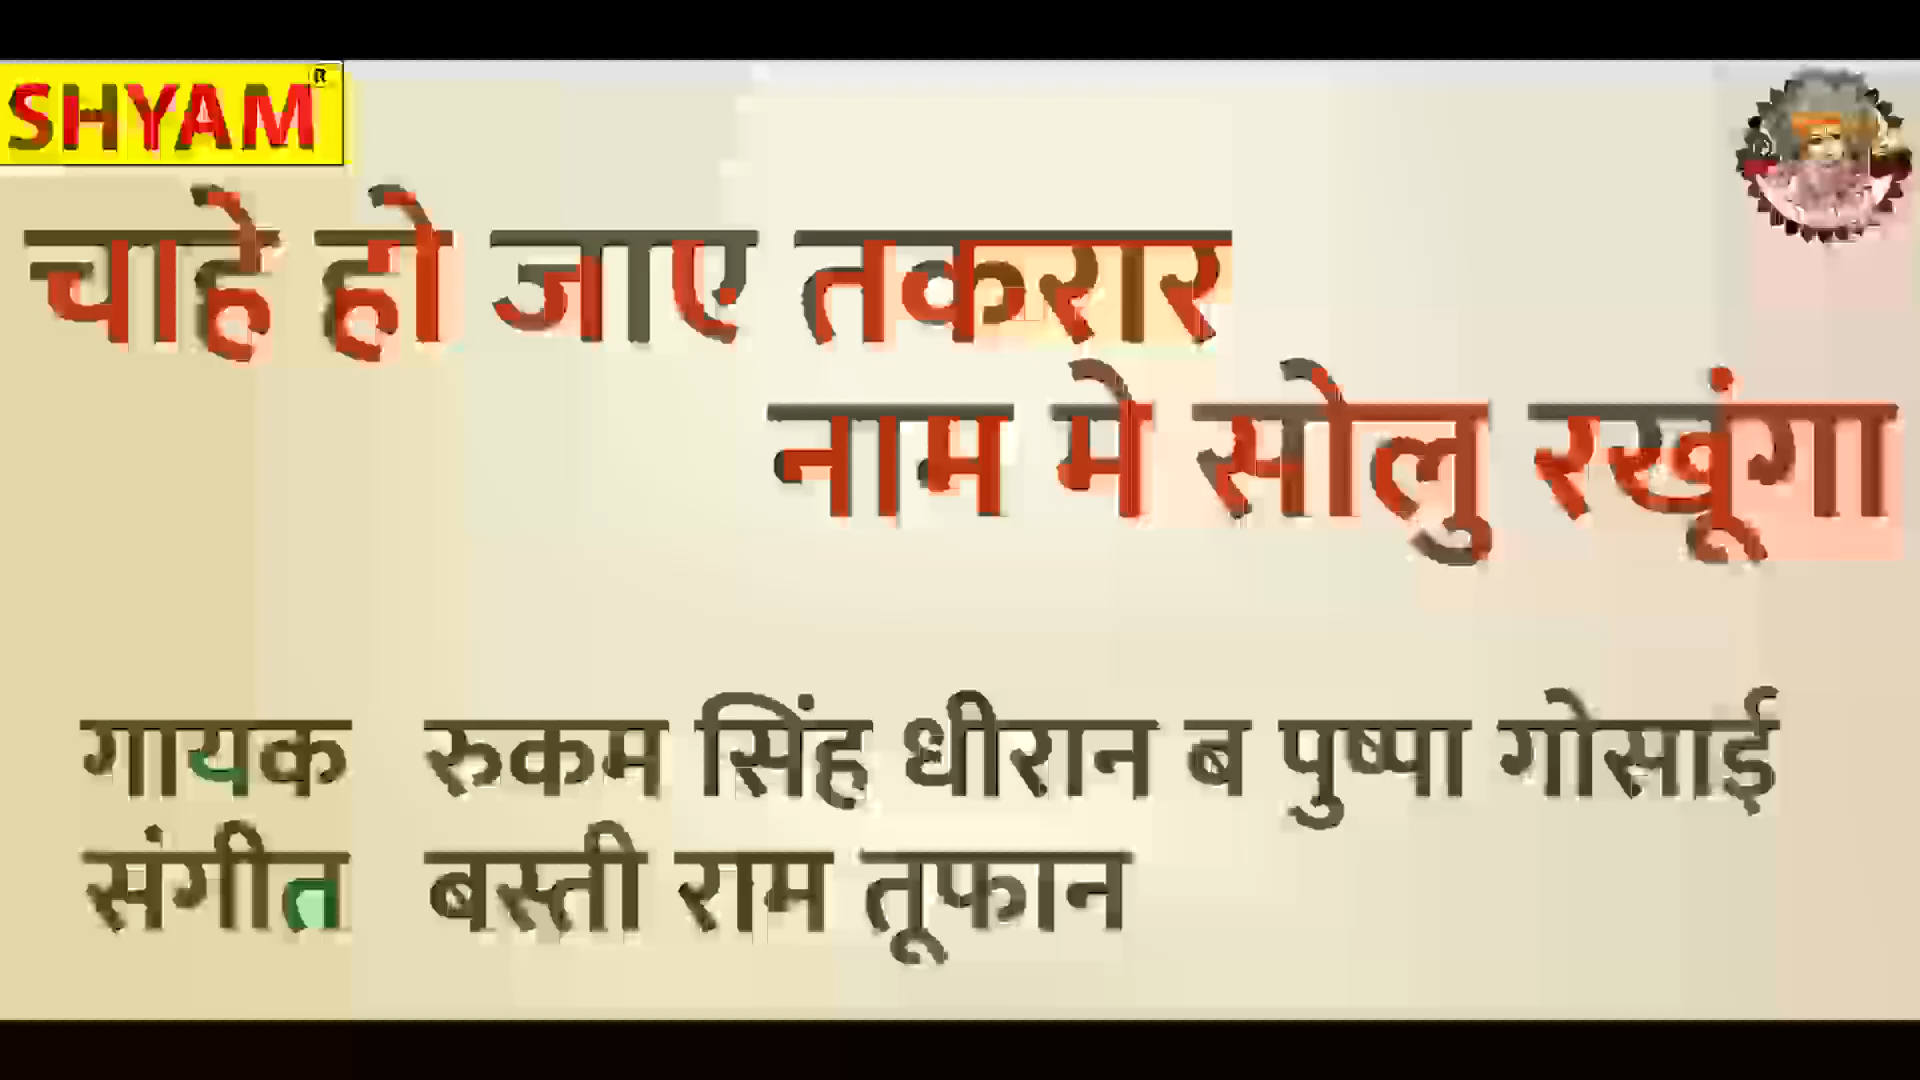 SHYAM
चाहे हो जाए तकरार
नाम मे सोलु रखूंगा
गायक रुकम सिंह धीरान ब पुष्पा गोसाई
संगीत बस्ती राम तूफान